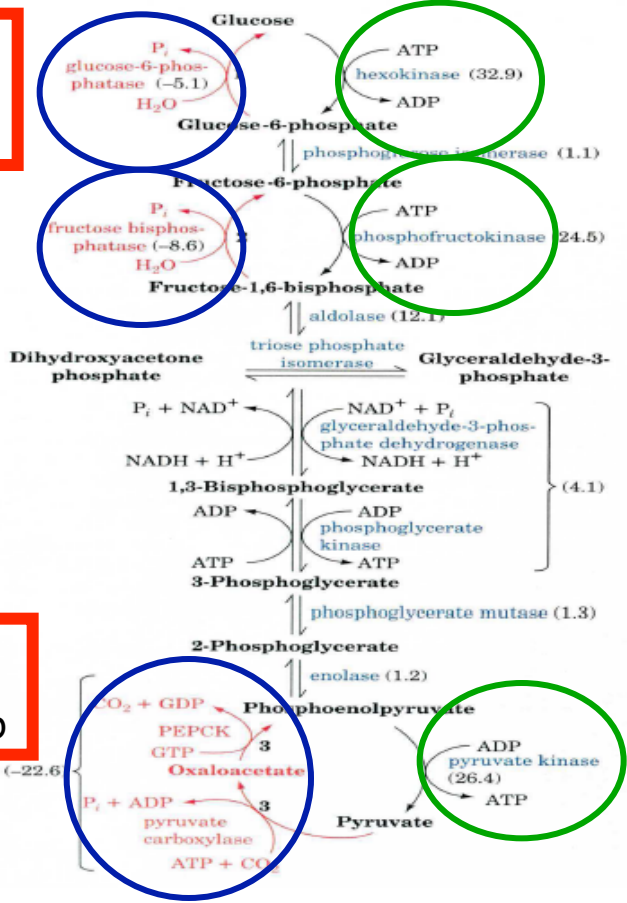 Glucose
P𝑖
ATP
glucose-6-phos-
phatase (−5.1)
hexokinase (32.9)
H₂O
ADP
Glucose-6-phosphate
phosphoglucose isomerase (1.1)
Fructose-6-phosphate
P𝑖
ATP
fructose bisphos-
phatase (−8.6)
2
phosphofructokinase (24.5)
H₂O
ADP
Fructose-1,6-bisphosphate
aldolase (12.1)
triose phosphate
isomerase
Dihydroxyacetone
phosphate
Glyceraldehyde-3-
phosphate
P𝑖 + NAD⁺
NAD⁺ + P𝑖
glyceraldehyde-3-phos-
phate dehydrogenase
NADH + H⁺
NADH + H⁺
(4.1)
1,3-Bisphosphoglycerate
ADP
ADP
phosphoglycerate
kinase
ATP
ATP
3-Phosphoglycerate
phosphoglycerate mutase (1.3)
2-Phosphoglycerate
enolase (1.2)
CO₂ + GDP
Phosphoenolpyruvate
PEPCK
GTP
3
ADP
pyruvate kinase
(26.4)
ATP
Oxaloacetate
(−22.6)
P𝑖 + ADP
3
pyruvate
carboxylase
Pyruvate
ATP + CO₂